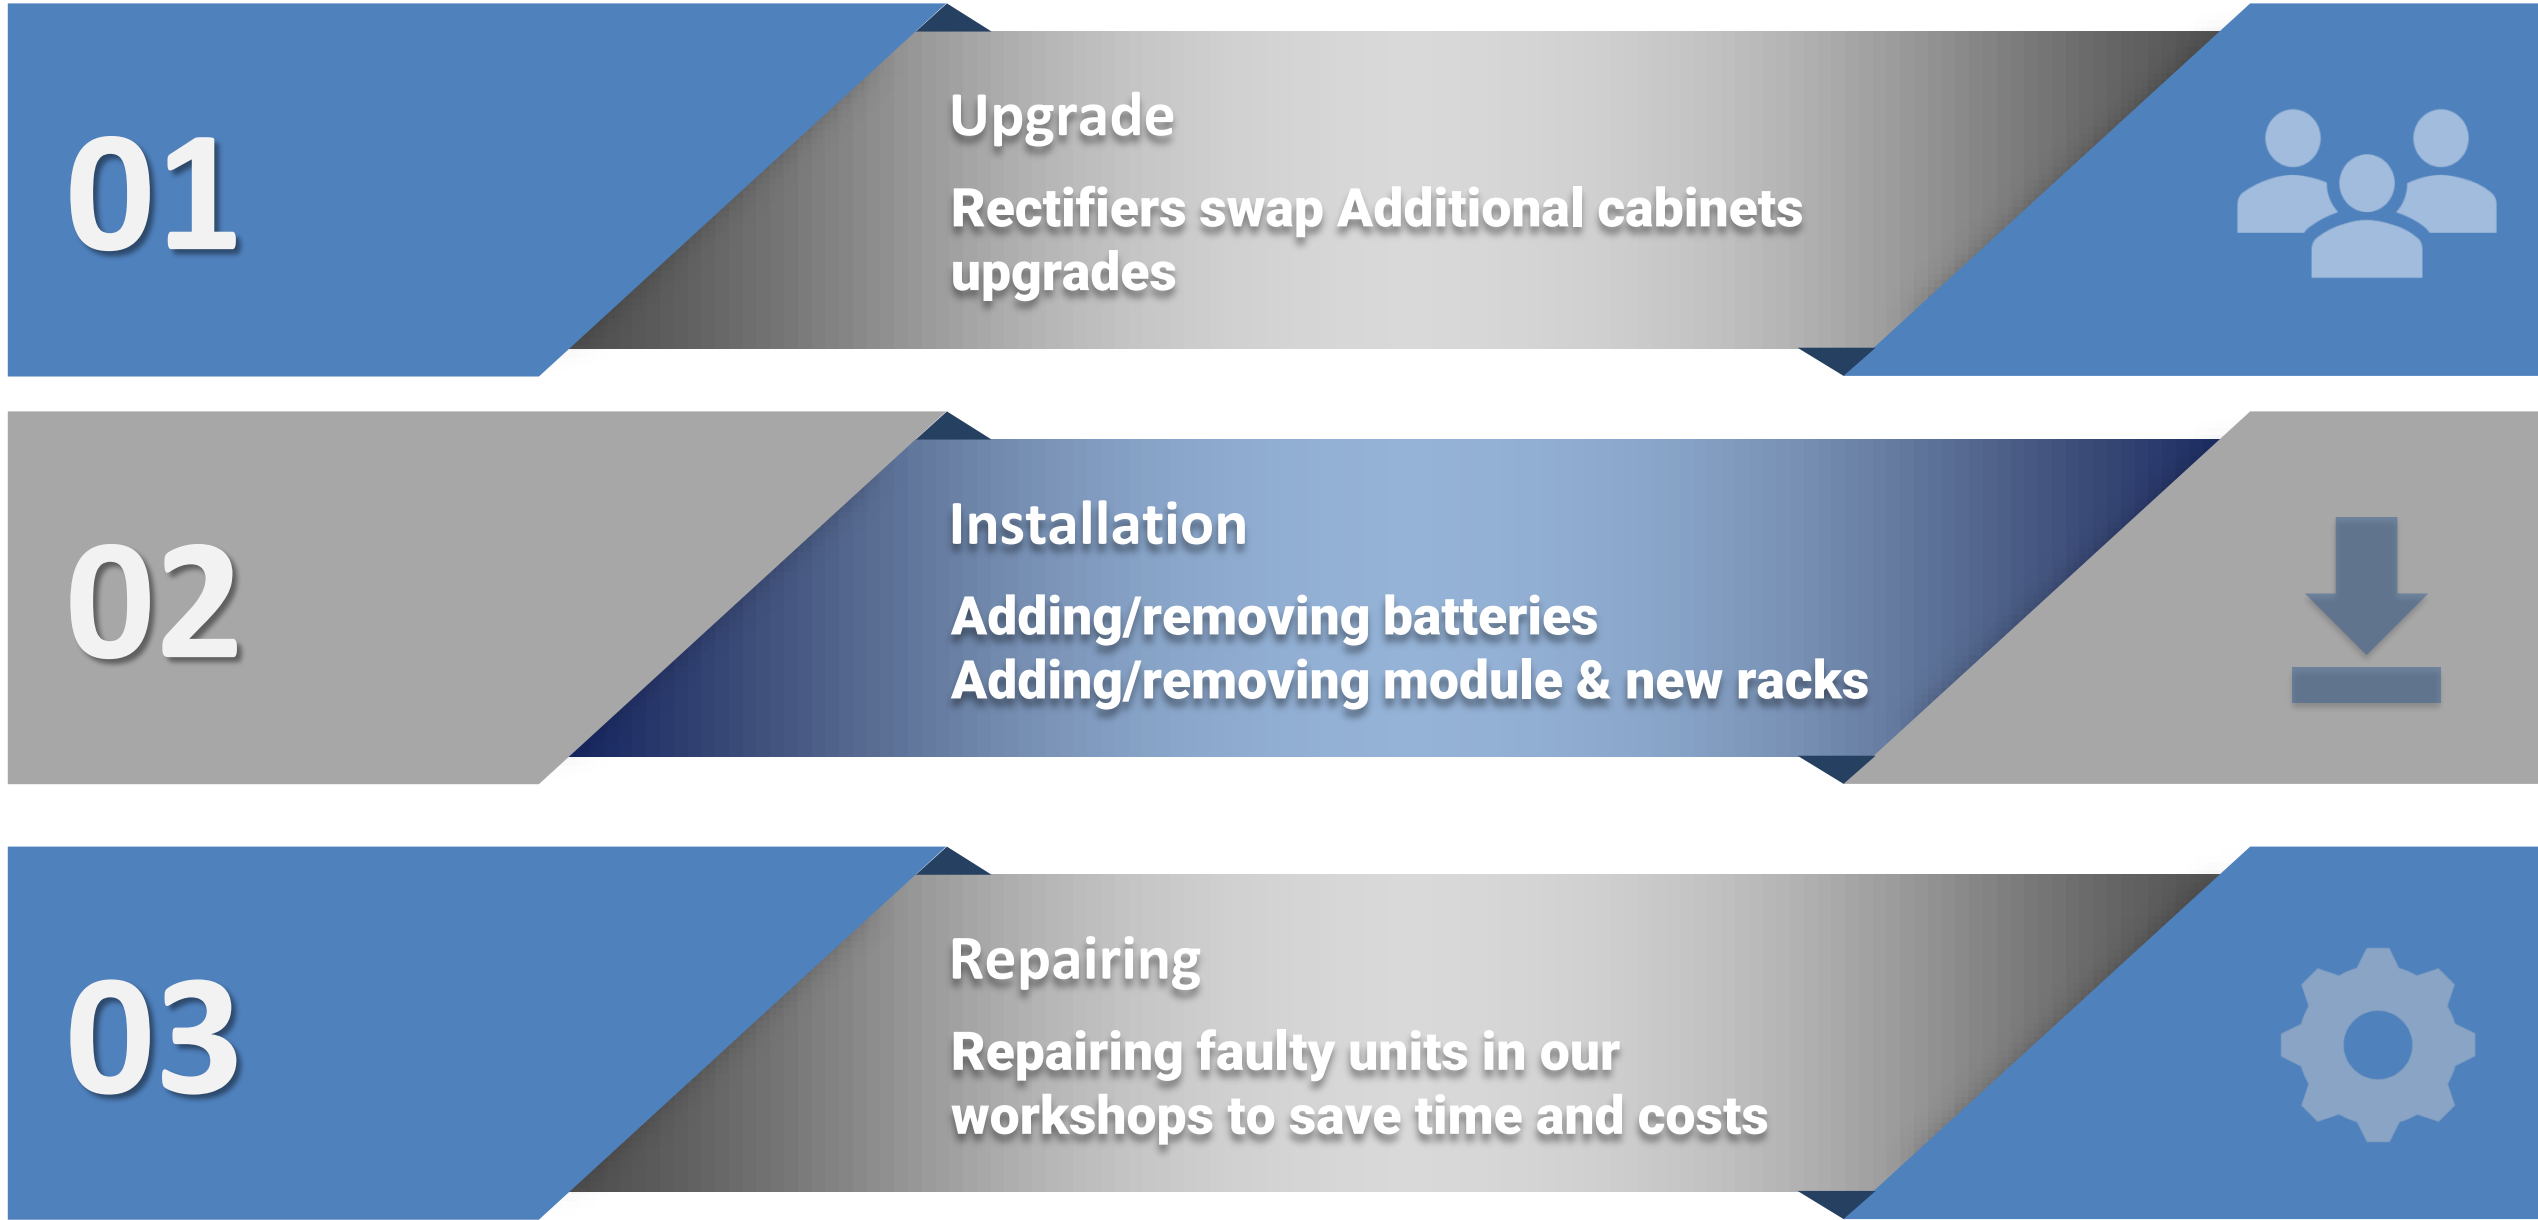 01
Upgrade
Rectifiers swap Additional cabinets
upgrades
02
Installation
Adding/removing batteries
Adding/removing module & new racks
03
Repairing
Repairing faulty units in our
workshops to save time and costs